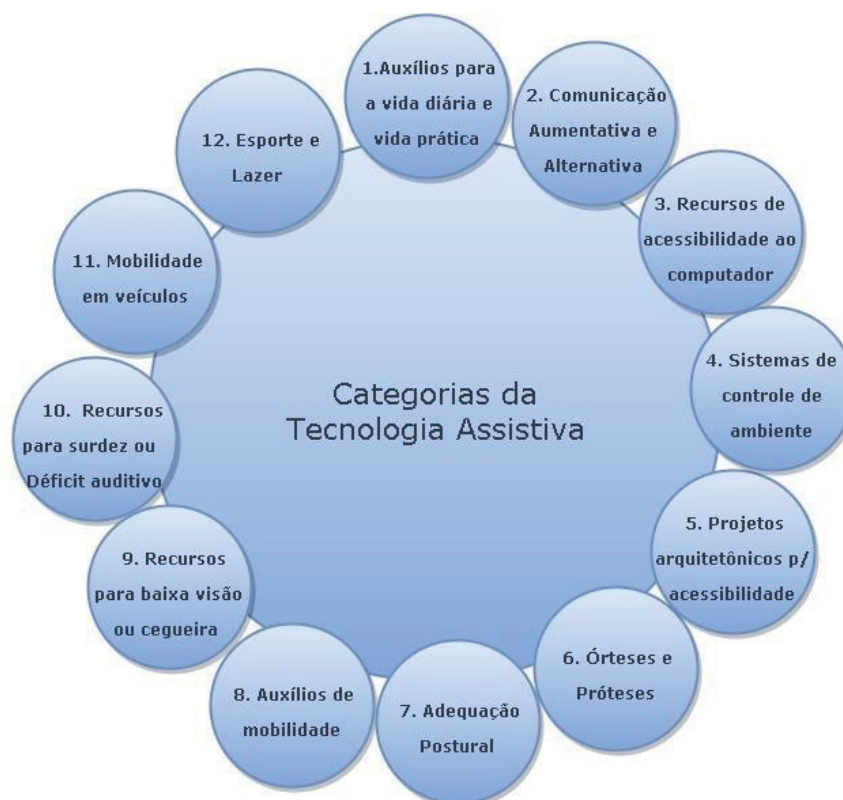 1.Auxílios para
a vida diária e
vida prática
2. Comunicação
Aumentativa e
Alternativa
3. Recursos de
acessibilidade ao
computador
4. Sistemas de
controle de
ambiente
5. Projetos
arquitetônicos p/
acessibilidade
6. Órteses e
Próteses
7. Adequação
Postural
8. Auxílios de
mobilidade
9. Recursos
para baixa visão
ou cegueira
10. Recursos
para surdez ou
Déficit auditivo
11. Mobilidade
em veículos
12. Esporte e
Lazer
Categorias da
Tecnologia Assistiva